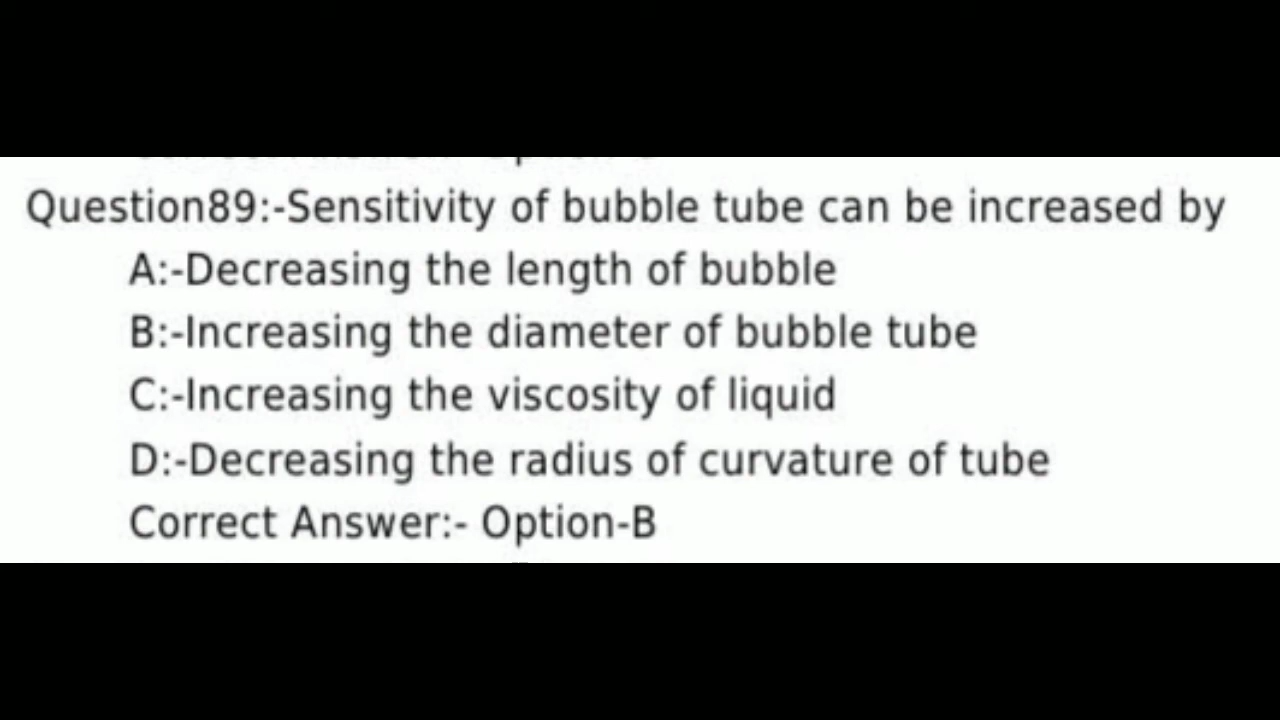 Question89:-Sensitivity of bubble tube can be increased by
A:-Decreasing the length of bubble
B:-Increasing the diameter of bubble tube
C:-Increasing the viscosity of liquid
D:-Decreasing the radius of curvature of tube
Correct Answer:- Option-B